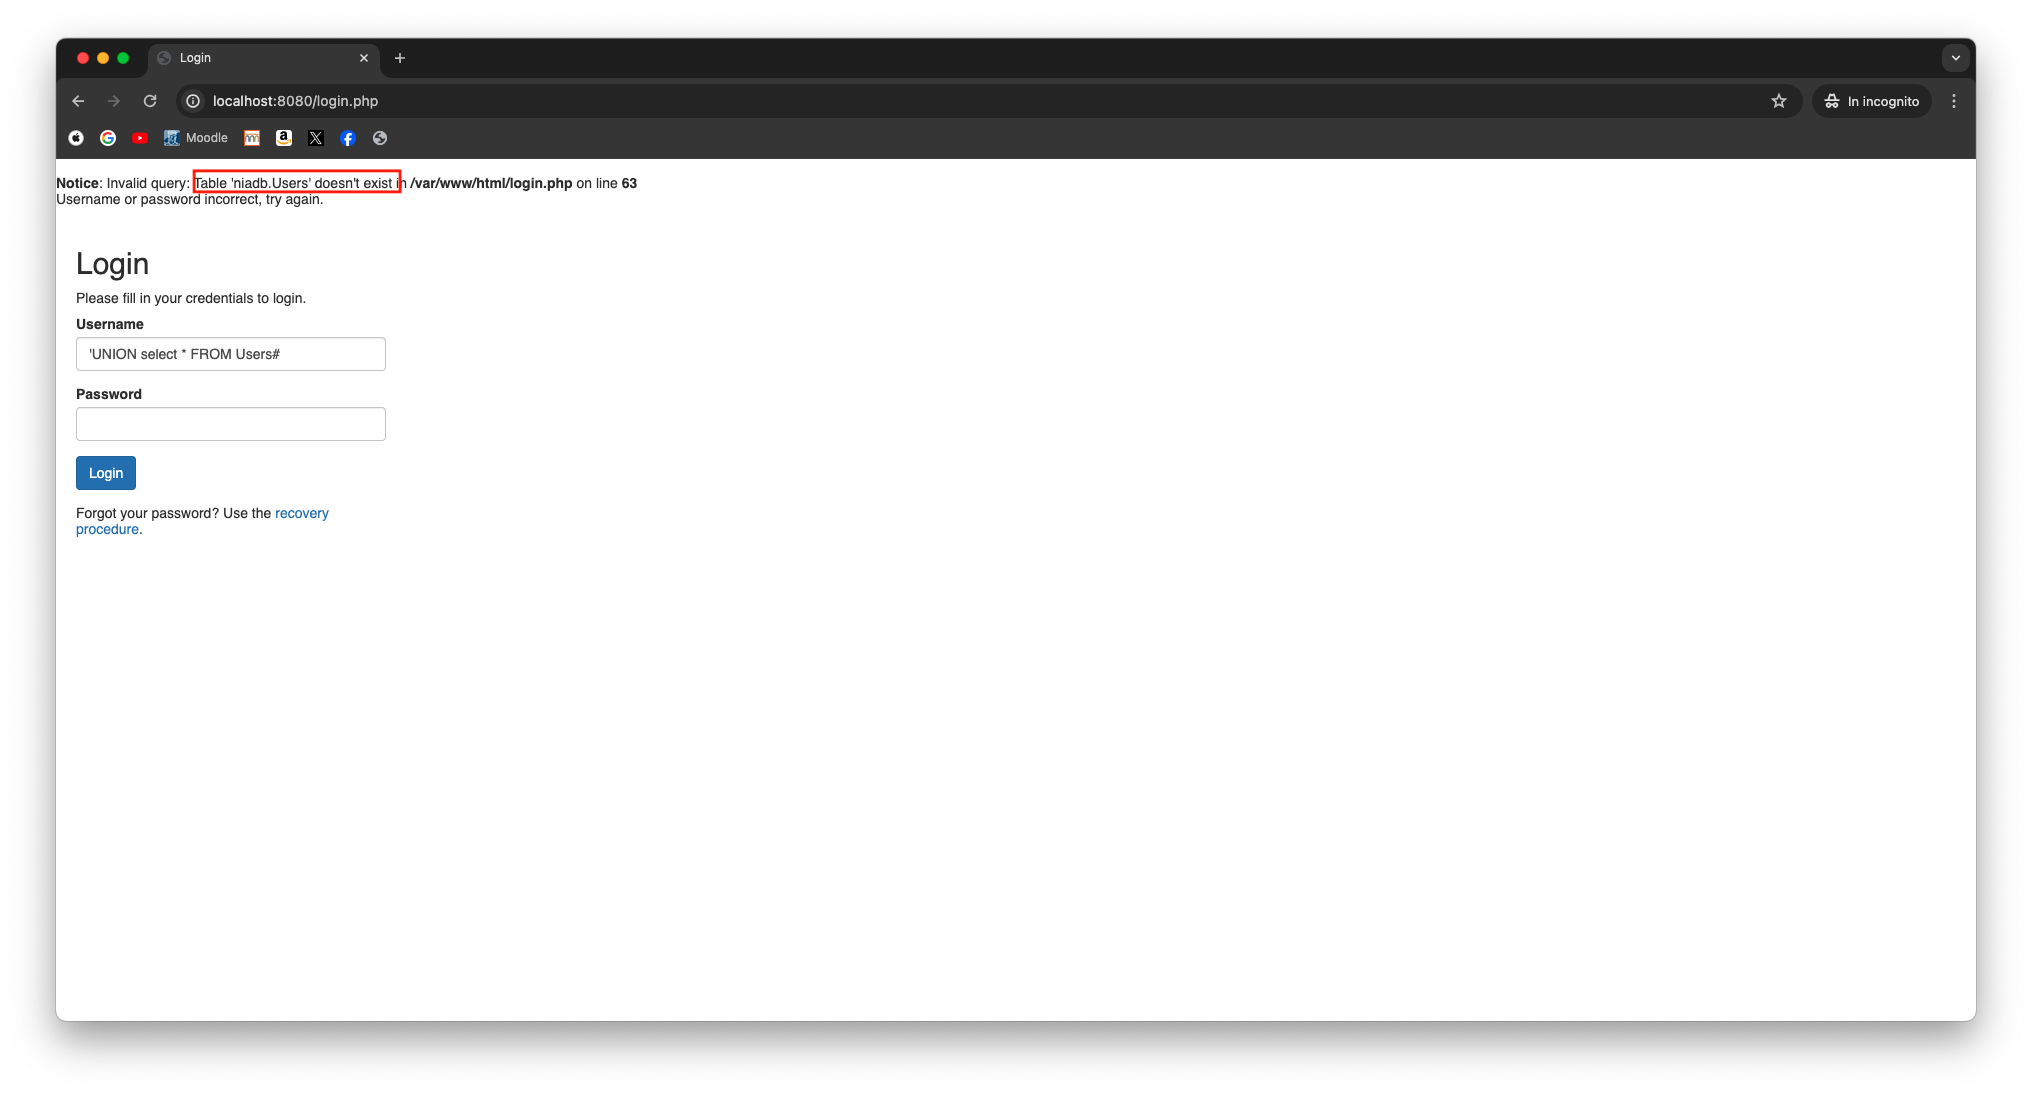 Login
localhost:8080/login.php
In incognito
Moodle
Notice: Invalid query: Table 'niadb.Users' doesn't exist in /var/www/html/login.php on line 63
Username or password incorrect, try again.
Login
Please fill in your credentials to login.
Username
'UNION select * FROM Users#
Password
Login
Forgot your password? Use the recovery
procedure.